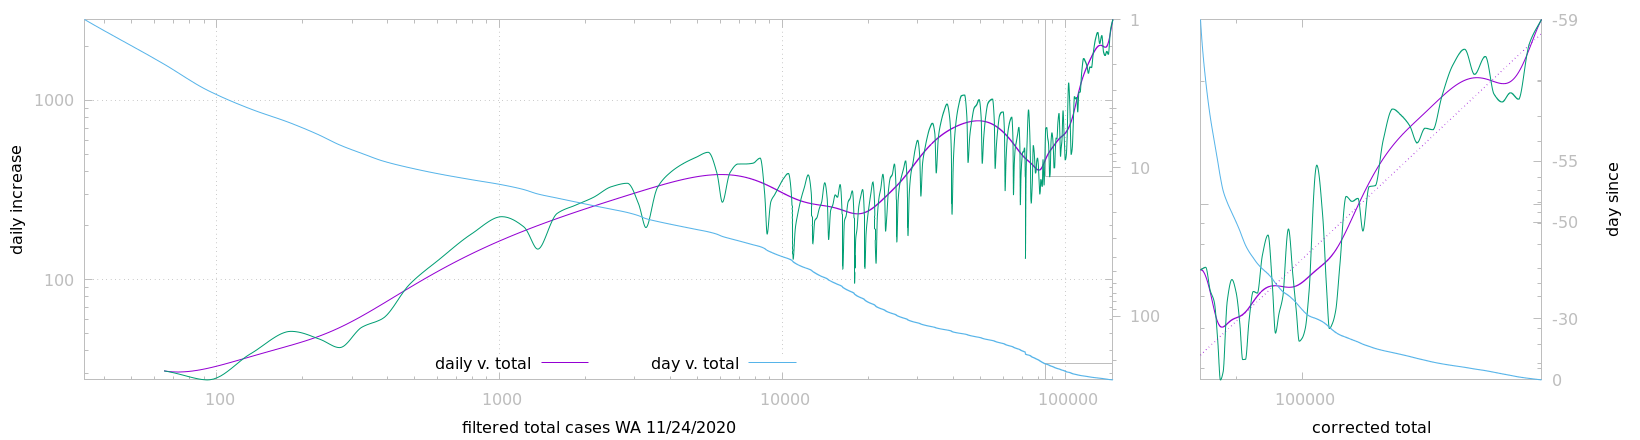 1
-59
1000
daily increase
10
-55
day since
-50
100
100
-30
daily v. total
day v. total
0
100
1000
10000
100000
100000
filtered total cases WA 11/24/2020
corrected total